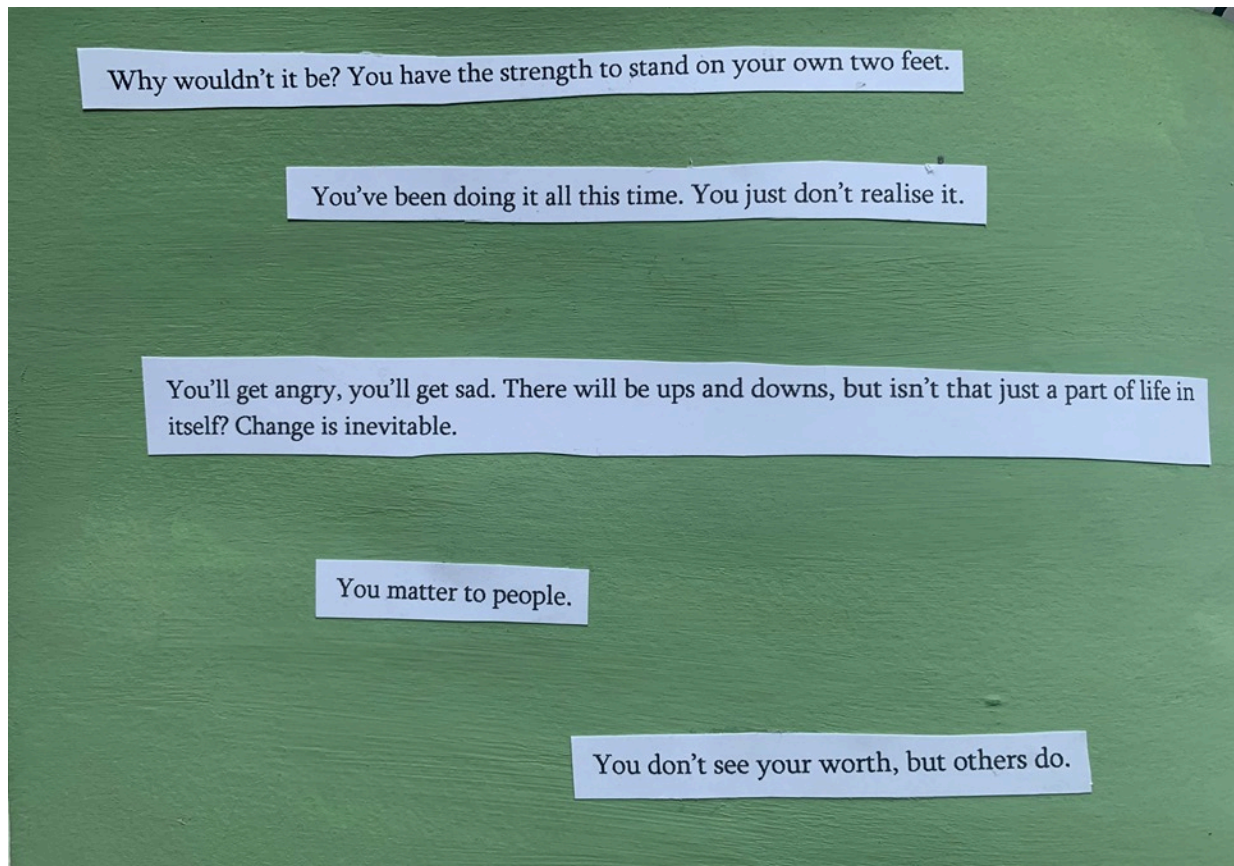 Why wouldn't it be? You have the strength to stand on your own two feet.
You've been doing it all this time. You just don't realise it.
You'll get angry, you'll get sad. There will be ups and downs, but isn't that just a part of life in
itself? Change is inevitable.
You matter to people.
You don't see your worth, but others do.